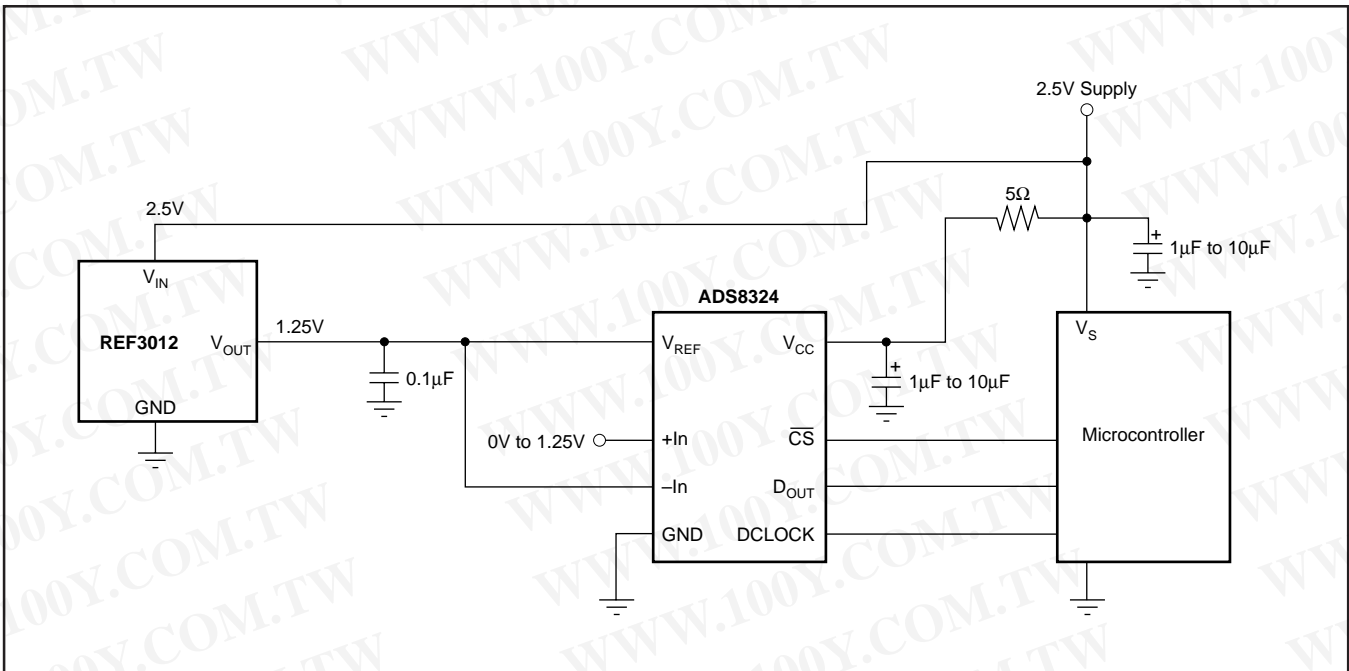 2.5V Supply
5Ω
2.5V
1µF to 10µF
V_IN
ADS8324
REF3012
V_OUT
1.25V
V_REF
V_CC
V_S
0.1µF
1µF to 10µF
GND
0V to 1.25V
+In
C̅S̅
Microcontroller
–In
D_OUT
GND
DCLOCK
WWW.100Y.COM.TW